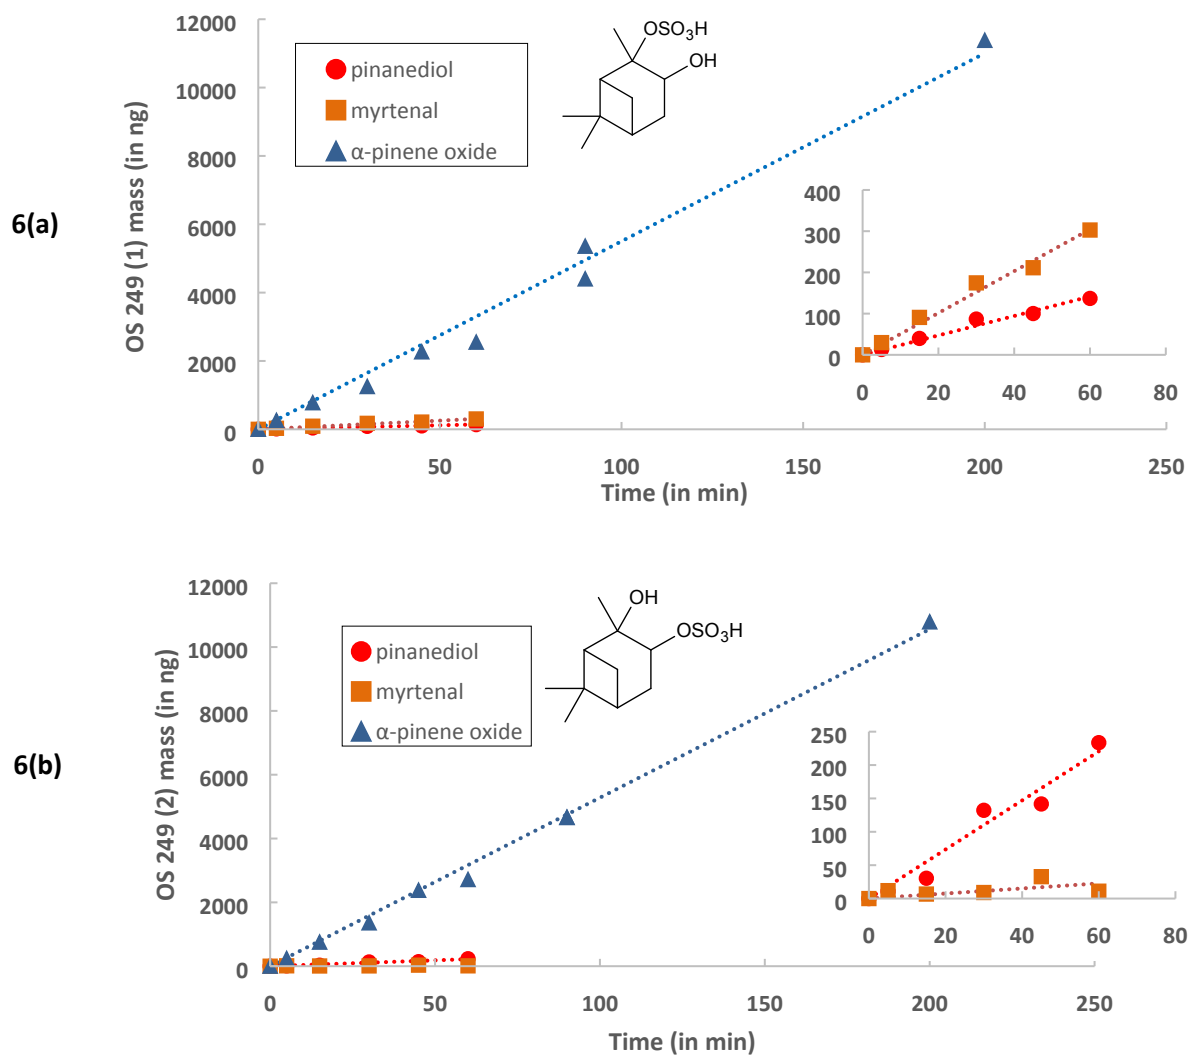 6(a)
OS 249 (1) mass (in ng)
12000
10000
8000
6000
4000
2000
0
pinanediol
myrtenal
α-pinene oxide
OSO₃H
OH
400
300
200
100
0
0 20 40 60 80
0 50 100 150 200 250
Time (in min)
6(b)
OS 249 (2) mass (in ng)
12000
10000
8000
6000
4000
2000
0
pinanediol
myrtenal
α-pinene oxide
OH
OSO₃H
250
200
150
100
50
0
0 20 40 60 80
0 50 100 150 200 250
Time (in min)